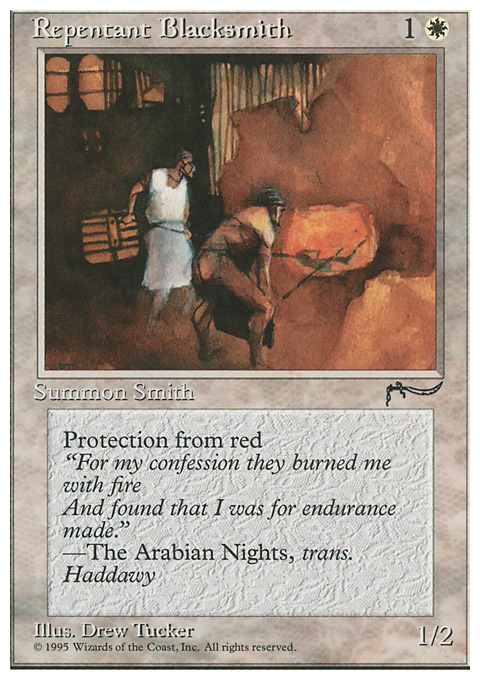 Repentant Blacksmith 1
Summon Smith
Protection from red
“For my confession they burned me
with fire
And found that I was for endurance
made.”
—The Arabian Nights, trans.
Haddawy
Illus. Drew Tucker
1/2
© 1995 Wizards of the Coast, Inc. All rights reserved.